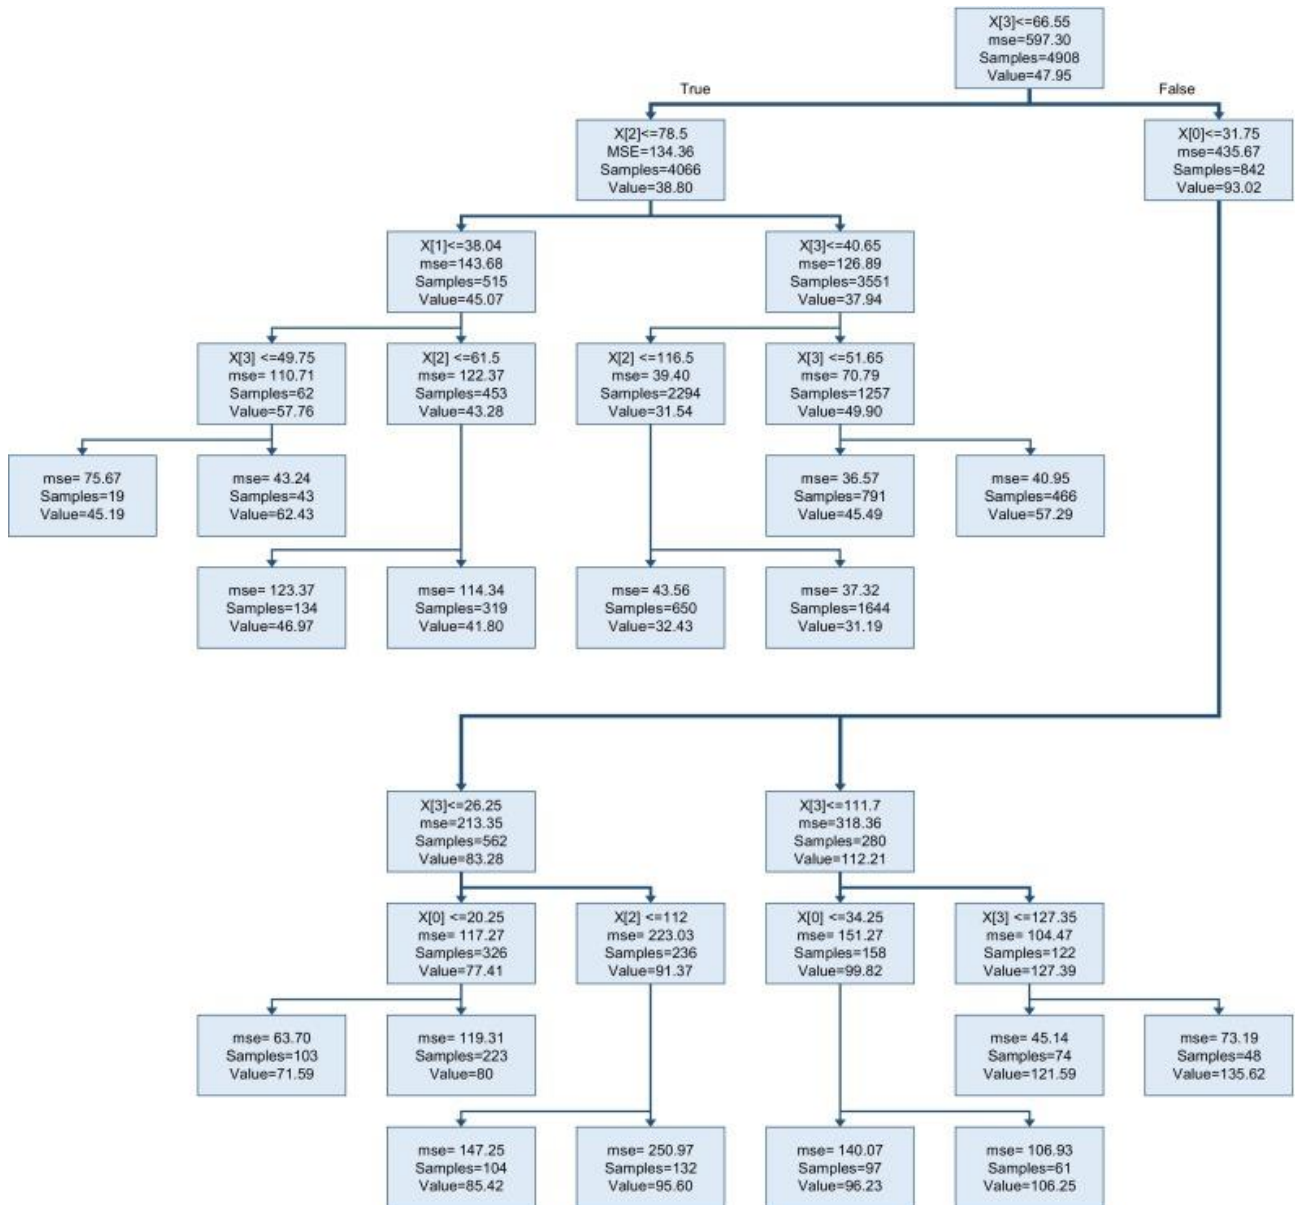 X[3]<=66.55
mse=597.30
Samples=4908
Value=47.95
True
False
X[2]<=78.5
MSE=134.36
Samples=4066
Value=38.80
X[0]<=31.75
mse=435.67
Samples=842
Value=93.02
X[1]<=38.04
mse=143.68
Samples=515
Value=45.07
X[3]<=40.65
mse=126.89
Samples=3551
Value=37.94
X[3] <=49.75
mse= 110.71
Samples=62
Value=57.76
X[2] <=61.5
mse= 122.37
Samples=453
Value=43.28
X[2] <=116.5
mse= 39.40
Samples=2294
Value=31.54
X[3] <=51.65
mse= 70.79
Samples=1257
Value=49.90
mse= 75.67
Samples=19
Value=45.19
mse= 43.24
Samples=43
Value=62.43
mse= 36.57
Samples=791
Value=45.49
mse= 40.95
Samples=466
Value=57.29
mse= 123.37
Samples=134
Value=46.97
mse= 114.34
Samples=319
Value=41.80
mse= 43.56
Samples=650
Value=32.43
mse= 37.32
Samples=1644
Value=31.19
X[3]<=26.25
mse=213.35
Samples=562
Value=83.28
X[3]<=111.7
mse=318.36
Samples=280
Value=112.21
X[0] <=20.25
mse= 117.27
Samples=326
Value=77.41
X[2] <=112
mse= 223.03
Samples=236
Value=91.37
X[0] <=34.25
mse= 151.27
Samples=158
Value=99.82
X[3] <=127.35
mse= 104.47
Samples=122
Value=127.39
mse= 63.70
Samples=103
Value=71.59
mse= 119.31
Samples=223
Value=80
mse= 45.14
Samples=74
Value=121.59
mse= 73.19
Samples=48
Value=135.62
mse= 147.25
Samples=104
Value=85.42
mse= 250.97
Samples=132
Value=95.60
mse= 140.07
Samples=97
Value=96.23
mse= 106.93
Samples=61
Value=106.25